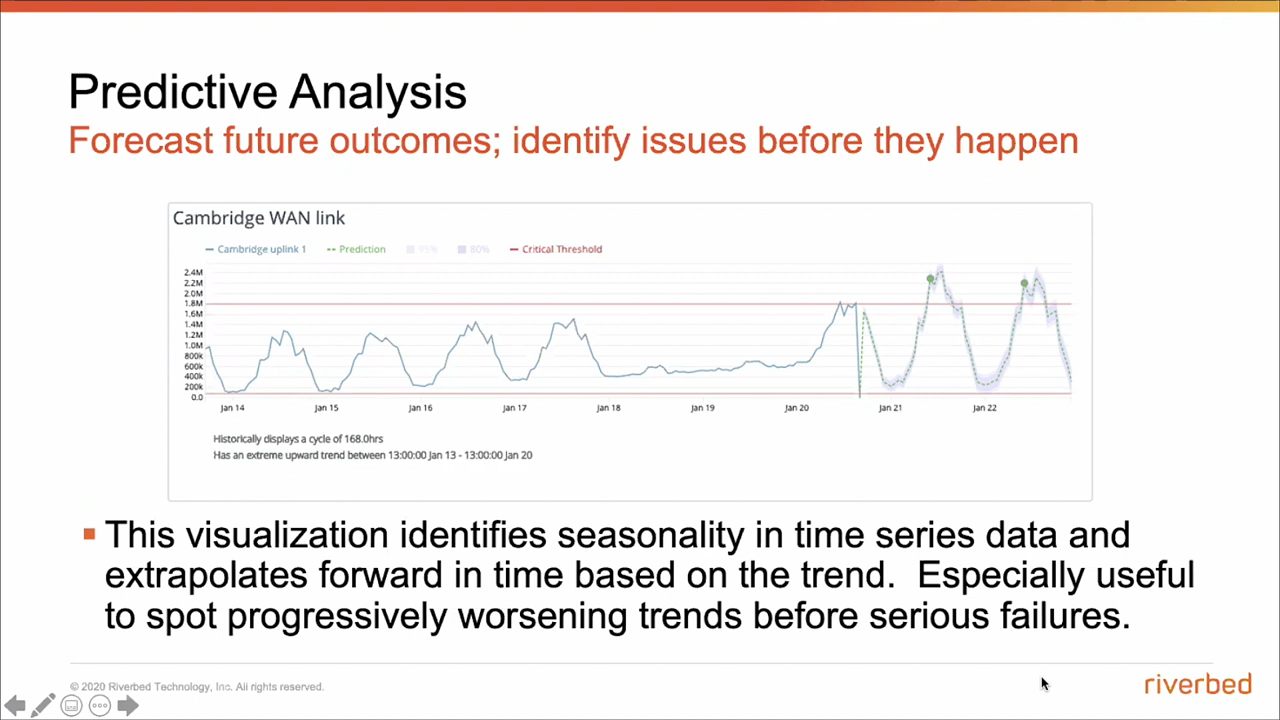 Predictive Analysis
Forecast future outcomes; identify issues before they happen
Cambridge WAN link
Cambridge uplink 1 Prediction 95% 80% Critical Threshold
2.4M
2.2M
2.0M
1.8M
1.6M
1.4M
1.2M
1.0M
800k
600k
400k
200k
0.0
Jan 14 Jan 15 Jan 16 Jan 17 Jan 18 Jan 19 Jan 20 Jan 21 Jan 22
Historically displays a cycle of 168.0hrs
Has an extreme upward trend between 13:00:00 Jan 13 - 13:00:00 Jan 20
This visualization identifies seasonality in time series data and
extrapolates forward in time based on the trend. Especially useful
to spot progressively worsening trends before serious failures.
© 2020 Riverbed Technology, Inc. All rights reserved.
riverbed